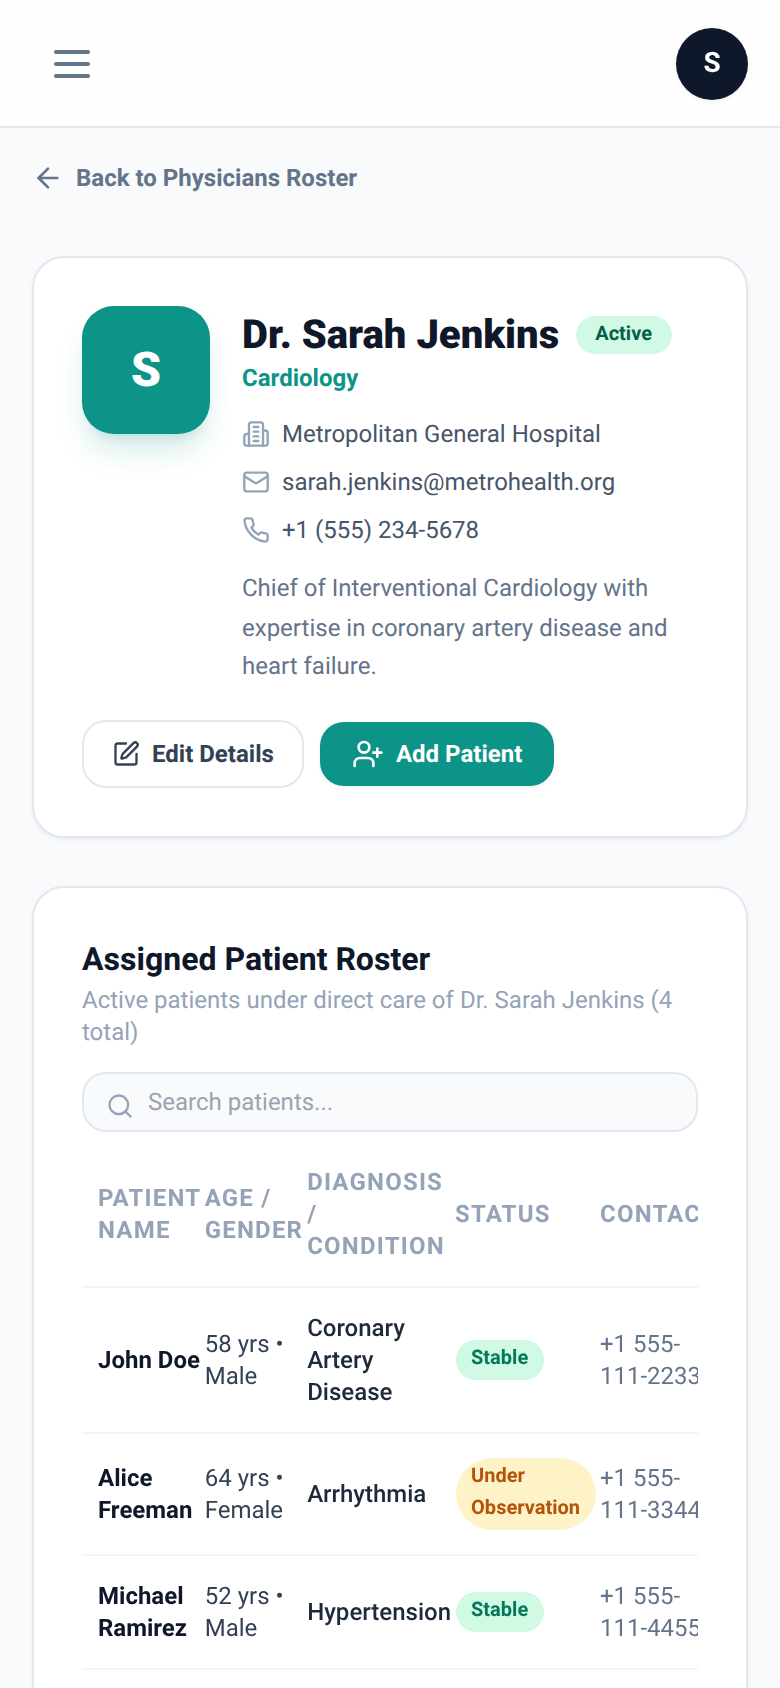 S
Back to Physicians Roster
S
Dr. Sarah Jenkins
Active
Cardiology
Metropolitan General Hospital
sarah.jenkins@metrohealth.org
+1 (555) 234-5678
Chief of Interventional Cardiology with
expertise in coronary artery disease and
heart failure.
Edit Details
Add Patient
Assigned Patient Roster
Active patients under direct care of Dr. Sarah Jenkins (4
total)
Search patients...
PATIENT NAME
AGE / GENDER
DIAGNOSIS / CONDITION
STATUS
CONTAC
John Doe
58 yrs • Male
Coronary Artery Disease
Stable
+1 555-111-2233
Alice Freeman
64 yrs • Female
Arrhythmia
Under Observation
+1 555-111-3344
Michael Ramirez
52 yrs • Male
Hypertension
Stable
+1 555-111-4455